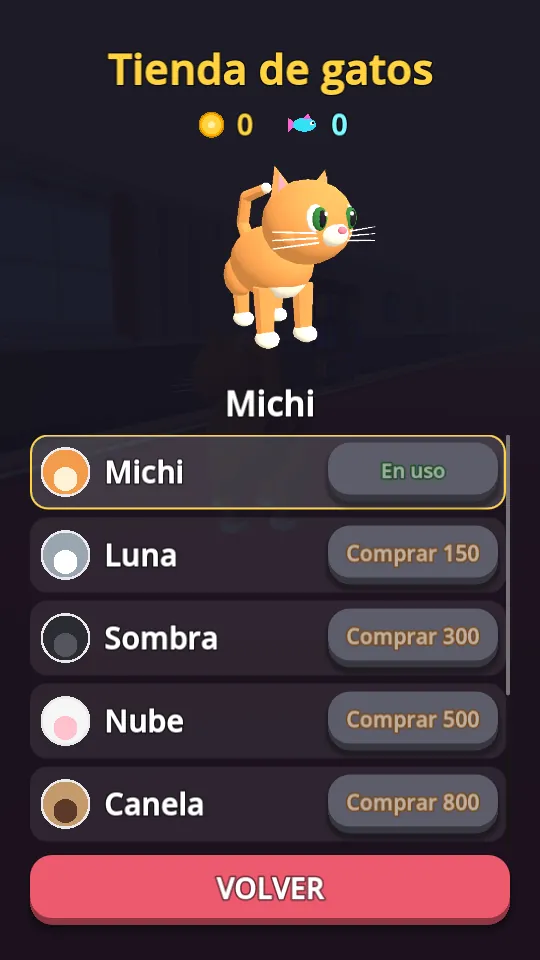 Tienda de gatos
0 0
Michi
Michi En uso
Luna Comprar 150
Sombra Comprar 300
Nube Comprar 500
Canela Comprar 800
VOLVER